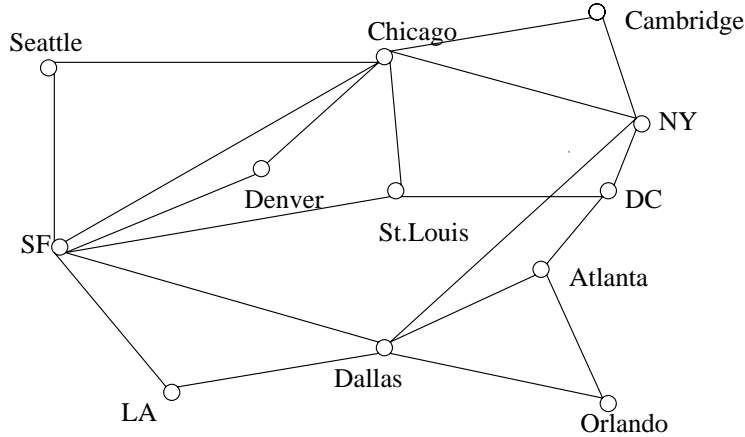 Cambridge
Chicago
Seattle
NY
Denver
DC
St.Louis
SF
Atlanta
Dallas
LA
Orlando